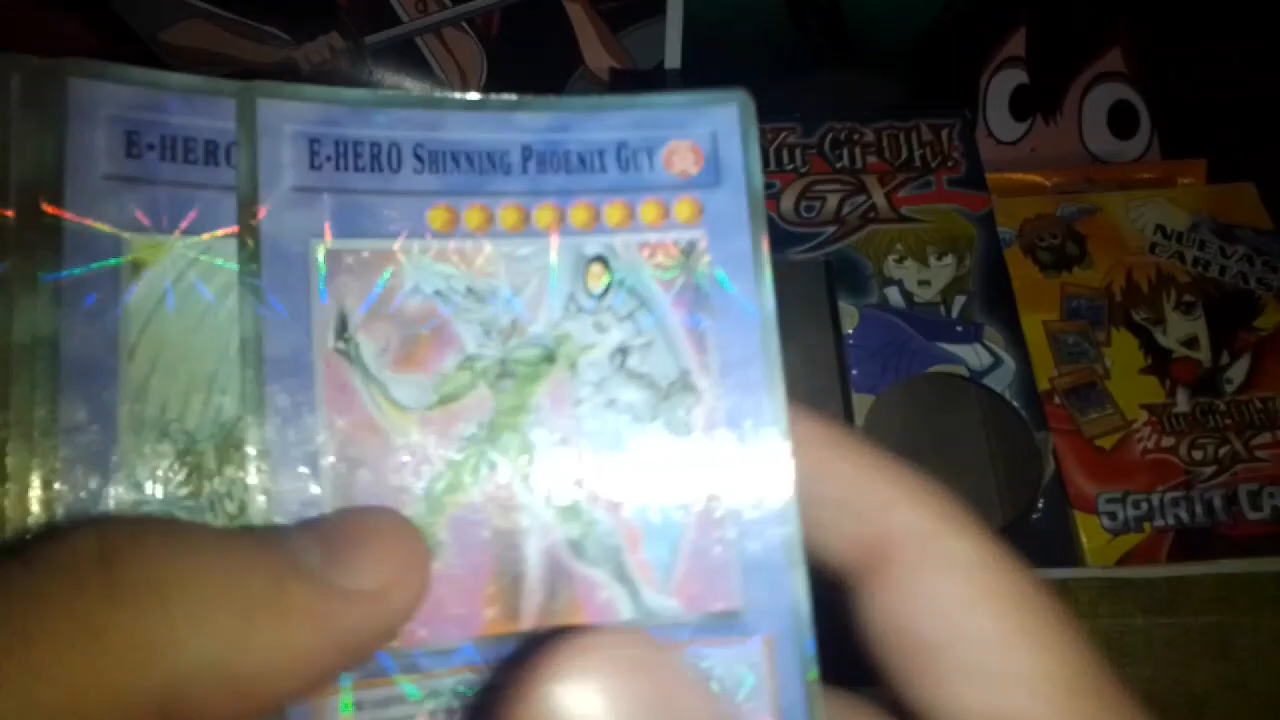 E-HERO
E-HERO SHINNING PHOENIX GUY
YU-GI-OH!
GX
NUEVAS
CARTAS
YU-GI-OH!
GX
SPIRIT CA